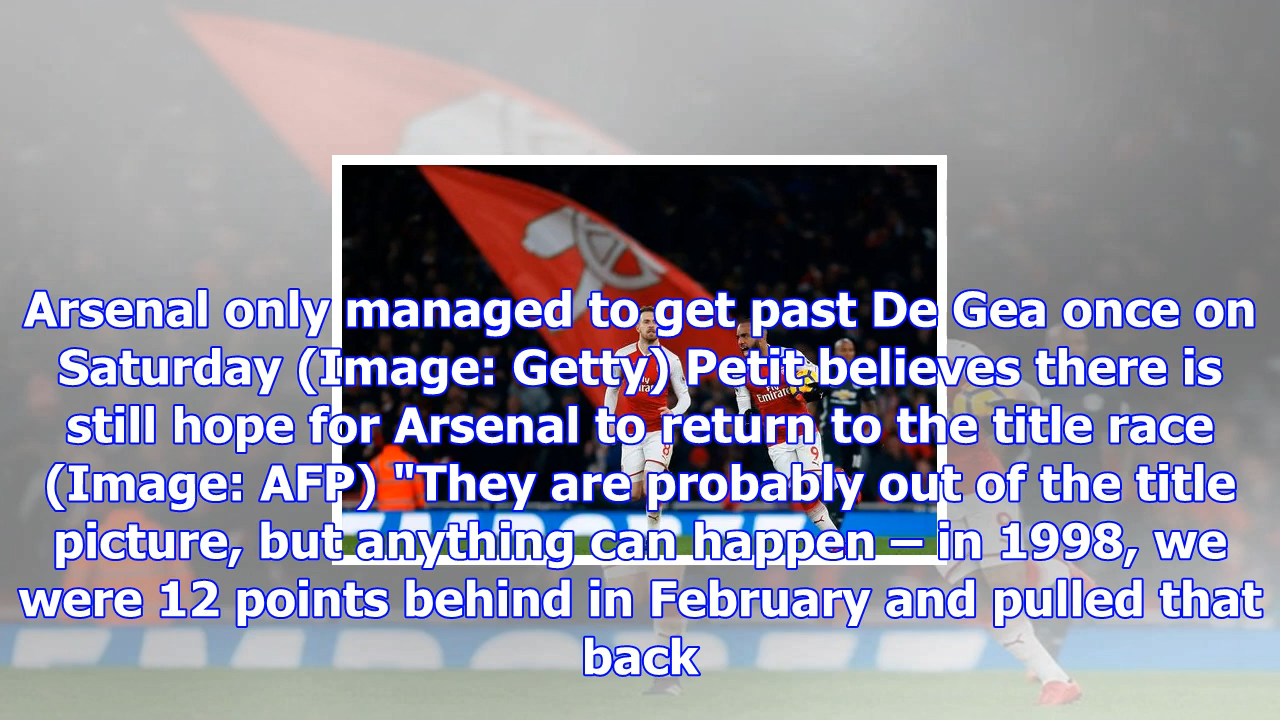 Arsenal only managed to get past De Gea once on
Saturday (Image: Getty) Petit believes there is
still hope for Arsenal to return to the title race
(Image: AFP) "They are probably out of the title
picture, but anything can happen – in 1998, we
were 12 points behind in February and pulled that
back